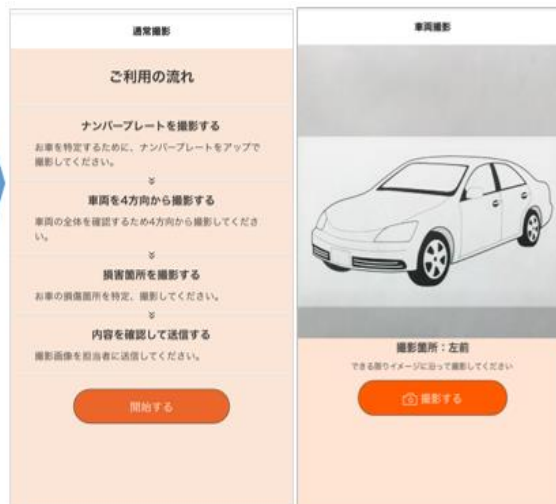 通常撮影
ご利用の流れ
ナンバープレートを撮影する
お車を特定するために、ナンバープレートをアップで
撮影してください。
車両を4方向から撮影する
車両の全体を確認するため4方向から撮影してくださ
い。
損害箇所を撮影する
お車の損傷箇所を特定、撮影してください。
内容を確認して送信する
撮影画像を担当者に送信してください。
開始する
車両撮影
撮影箇所：左前
できる限りイメージに沿って撮影してください
撮影する